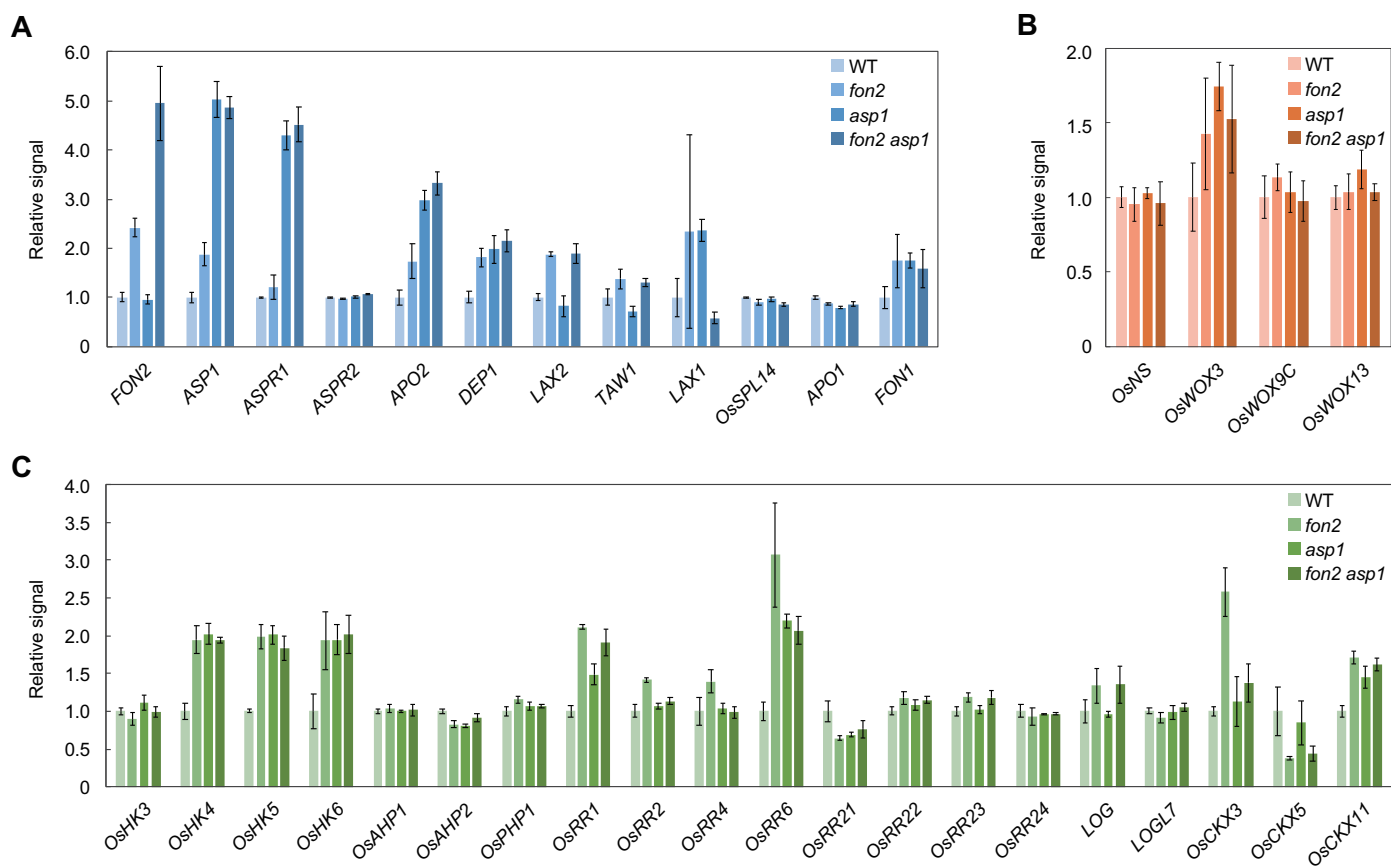 A
Relative signal
6.0
5.0
4.0
3.0
2.0
1.0
0
WT
fon2
asp1
fon2 asp1
FON2
ASP1
ASPR1
ASPR2
APO2
DEP1
LAX2
TAW1
LAX1
OsSPL14
APO1
FON1
B
Relative signal
2.0
1.5
1.0
0.5
0
WT
fon2
asp1
fon2 asp1
OsNS
OsWOX3
OsWOX9C
OsWOX13
C
Relative signal
4.0
3.5
3.0
2.5
2.0
1.5
1.0
0.5
0
WT
fon2
asp1
fon2 asp1
OsHK3
OsHK4
OsHK5
OsHK6
OsAHP1
OsAHP2
OsPHP1
OsRR1
OsRR2
OsRR4
OsRR6
OsRR21
OsRR22
OsRR23
OsRR24
LOG
LOGL7
OsCKX3
OsCKX5
OsCKX11